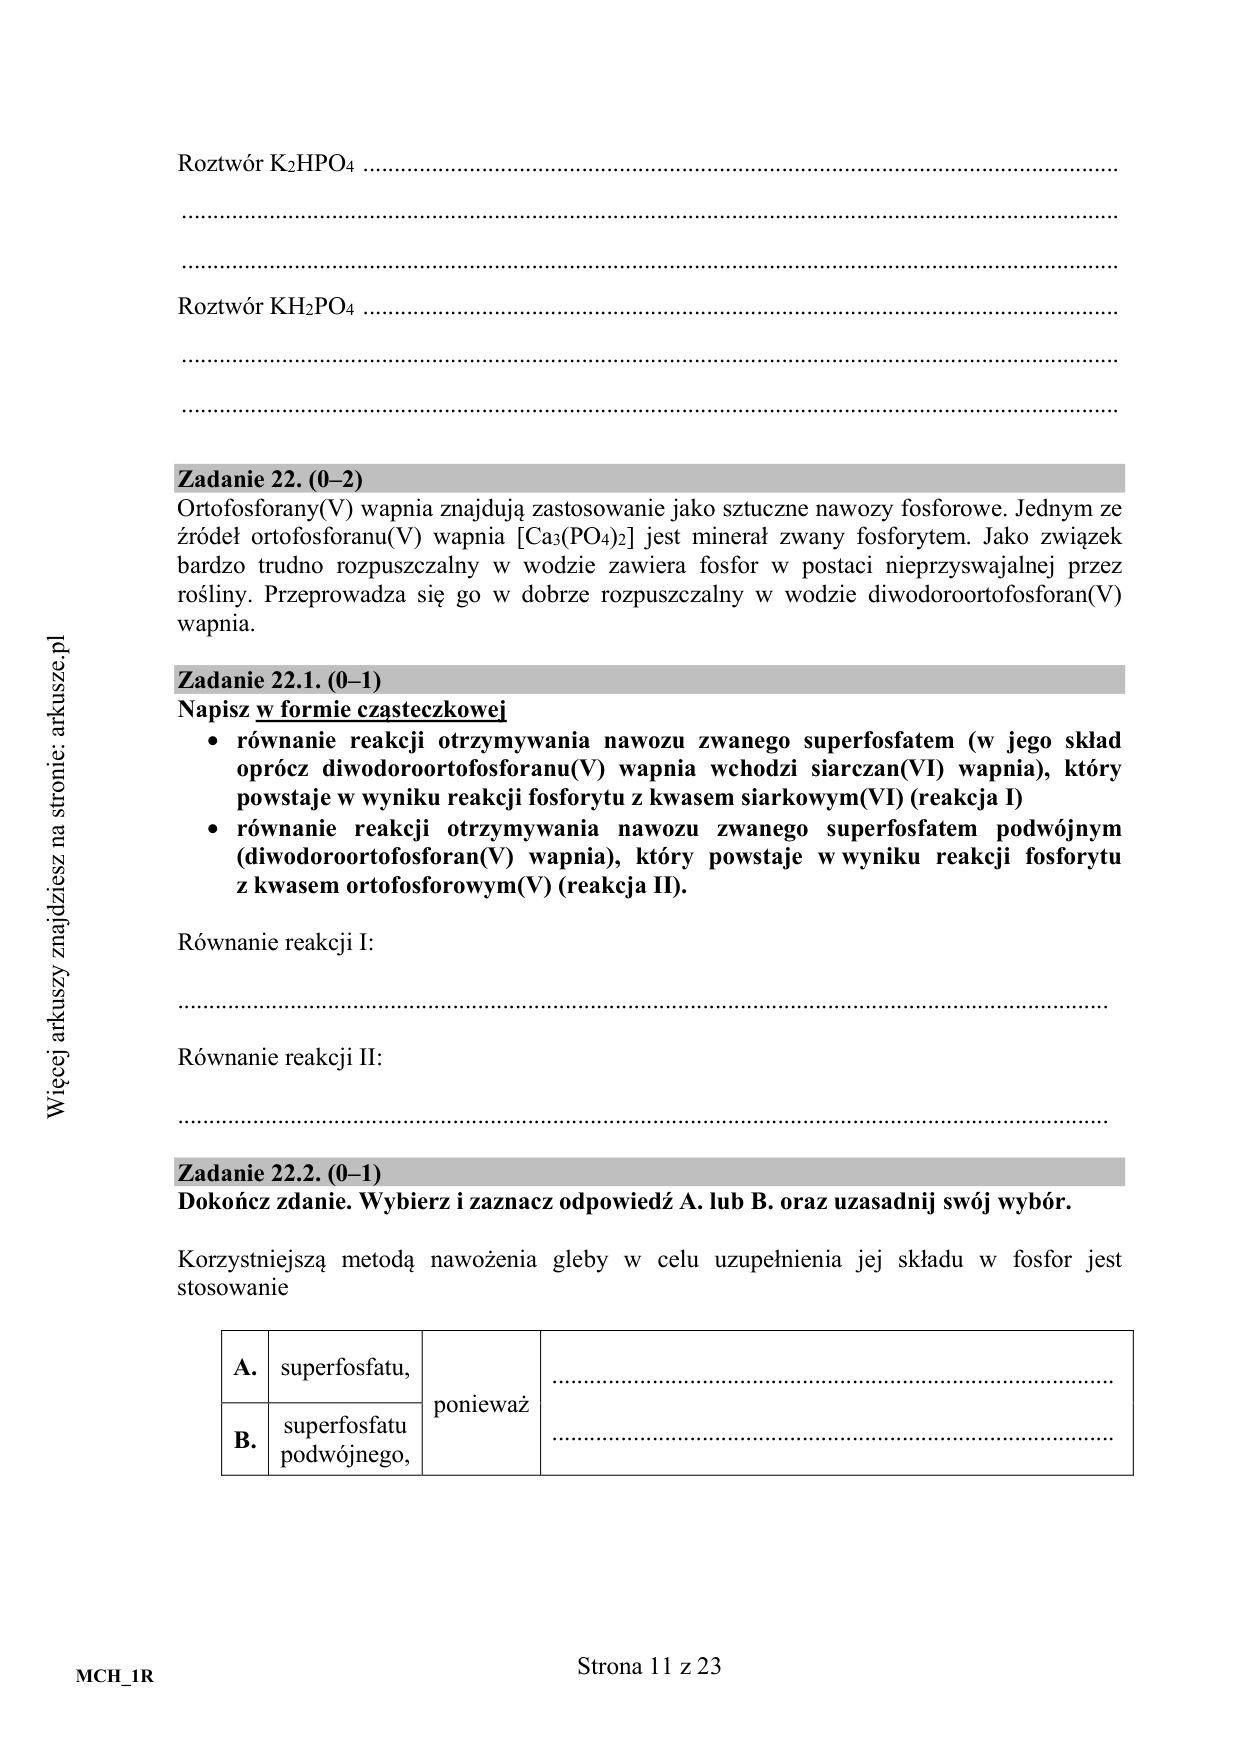 Roztwór K2HPO4 ........................................................................................................................
......................................................................................................................................................
......................................................................................................................................................
Roztwór KH2PO4 ........................................................................................................................
......................................................................................................................................................
......................................................................................................................................................
Zadanie 22. (0–2)
Ortofosforany(V) wapnia znajdują zastosowanie jako sztuczne nawozy fosforowe. Jednym ze
źródeł ortofosforanu(V) wapnia [Ca3(PO4)2] jest minerał zwany fosforytem. Jako związek
bardzo trudno rozpuszczalny w wodzie zawiera fosfor w postaci nieprzyswajalnej przez
rośliny. Przeprowadza się go w dobrze rozpuszczalny w wodzie diwodoroortofosforan(V)
wapnia.
Zadanie 22.1. (0–1)
Napisz w formie cząsteczkowej
• równanie reakcji otrzymywania nawozu zwanego superfosfatem (w jego skład
oprócz diwodoroortofosforanu(V) wapnia wchodzi siarczan(VI) wapnia), który
powstaje w wyniku reakcji fosforytu z kwasem siarkowym(VI) (reakcja I)
• równanie reakcji otrzymywania nawozu zwanego superfosfatem podwójnym
(diwodoroortofosforan(V) wapnia), który powstaje w wyniku reakcji fosforytu
z kwasem ortofosforowym(V) (reakcja II).
Równanie reakcji I:
......................................................................................................................................................
Równanie reakcji II:
......................................................................................................................................................
Zadanie 22.2. (0–1)
Dokończ zdanie. Wybierz i zaznacz odpowiedź A. lub B. oraz uzasadnij swój wybór.
Korzystniejszą metodą nawożenia gleby w celu uzupełnienia jej składu w fosfor jest
stosowanie
A. superfosfatu,
B. superfosfatu
podwójnego,
ponieważ
..........................................................................................
..........................................................................................
Więcej arkuszy znajdziesz na stronie: arkusze.pl
MCH_1R
Strona 11 z 23